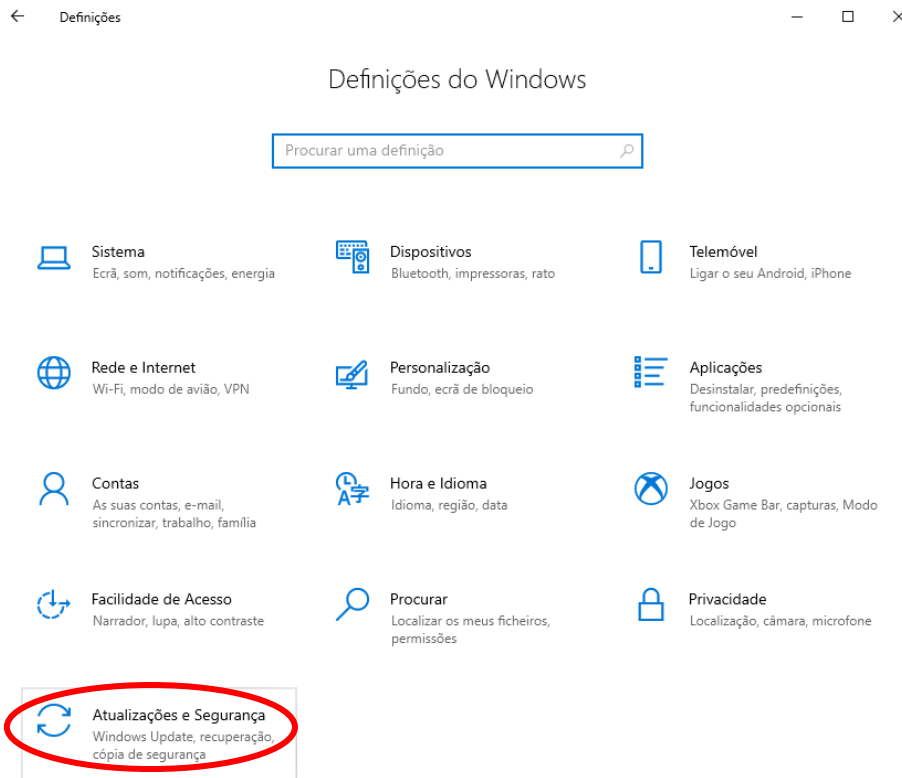 Definições
Definições do Windows
Procurar uma definição
Sistema
Ecrã, som, notificações, energia
Dispositivos
Bluetooth, impressoras, rato
Telemóvel
Ligar o seu Android, iPhone
Rede e Internet
Wi-Fi, modo de avião, VPN
Personalização
Fundo, ecrã de bloqueio
Aplicações
Desinstalar, predefinições,
funcionalidades opcionais
Contas
As suas contas, e-mail,
sincronizar, trabalho, família
Hora e Idioma
Idioma, região, data
Jogos
Xbox Game Bar, capturas, Modo
de Jogo
Facilidade de Acesso
Narrador, lupa, alto contraste
Procurar
Localizar os meus ficheiros,
permissões
Privacidade
Localização, câmara, microfone
Atualizações e Segurança
Windows Update, recuperação,
cópia de segurança